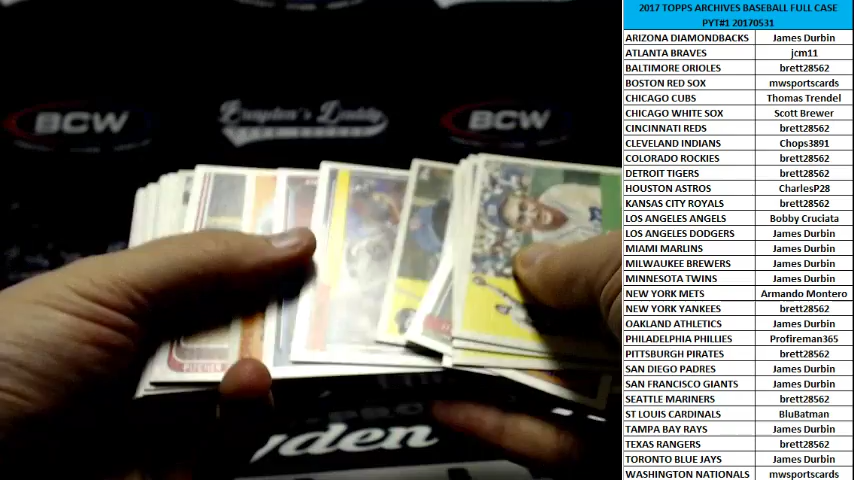 2017 TOPPS ARCHIVES BASEBALL FULL CASE
PYT#1 20170531
ARIZONA DIAMONDBACKS James Durbin
ATLANTA BRAVES jcm11
BALTIMORE ORIOLES brett28562
BOSTON RED SOX mwsportscards
CHICAGO CUBS Thomas Trendel
CHICAGO WHITE SOX Scott Brewer
CINCINNATI REDS brett28562
CLEVELAND INDIANS Chops3891
COLORADO ROCKIES brett28562
DETROIT TIGERS brett28562
HOUSTON ASTROS CharlesP28
KANSAS CITY ROYALS brett28562
LOS ANGELES ANGELS Bobby Cruciata
LOS ANGELES DODGERS James Durbin
MIAMI MARLINS James Durbin
MILWAUKEE BREWERS James Durbin
MINNESOTA TWINS James Durbin
NEW YORK METS Armando Montero
NEW YORK YANKEES brett28562
OAKLAND ATHLETICS James Durbin
PHILADELPHIA PHILLIES Profireman365
PITTSBURGH PIRATES brett28562
SAN DIEGO PADRES James Durbin
SAN FRANCISCO GIANTS James Durbin
SEATTLE MARINERS brett28562
ST LOUIS CARDINALS BluBatman
TAMPA BAY RAYS James Durbin
TEXAS RANGERS brett28562
TORONTO BLUE JAYS James Durbin
WASHINGTON NATIONALS mwsportscards
BCW
Brayden's Daddy
BCW
PITCHER
yden